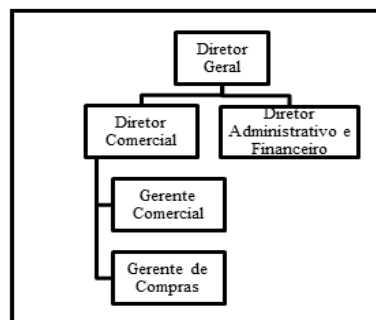 Diretor
Geral
Diretor
Comercial
Diretor
Administrativo e
Financeiro
Gerente
Comercial
Gerente de
Compras